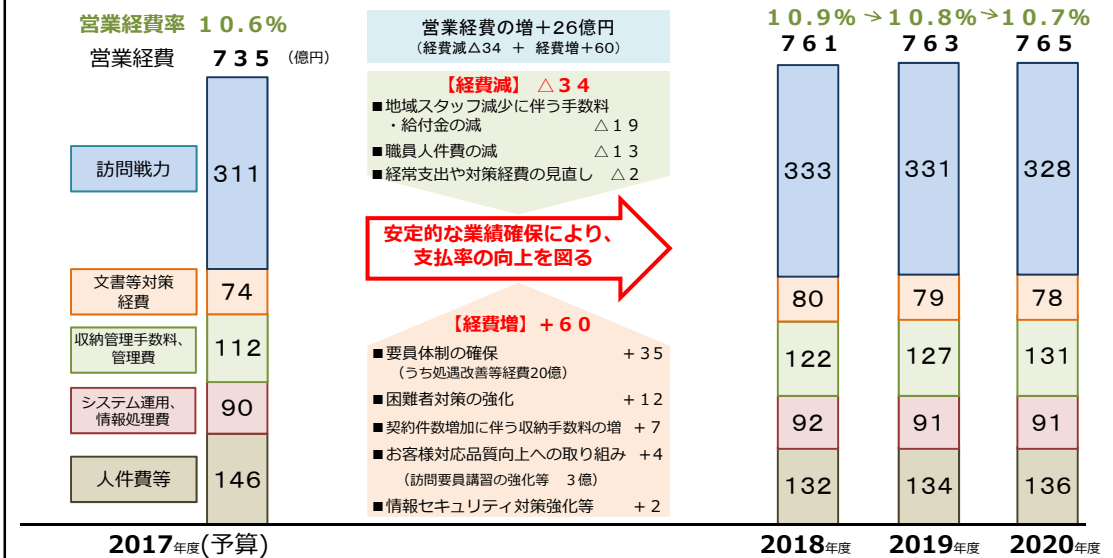 営業経費率 10.6%
営業経費 735 (億円)
訪問戦力 311
文書等対策
経費
74
収納管理手数料、
管理費
112
システム運用、
情報処理費
90
人件費等 146
2017年度(予算)
営業経費の増+26億円
(経費減△34 + 経費増+60)
【経費減】 △34
■地域スタッフ減少に伴う手数料
・給付金の減 △19
■職員人件費の減 △13
■経常支出や対策経費の見直し △2
安定的な業績確保により、
支払率の向上を図る
【経費増】+60
■要員体制の確保 +35
(うち処遇改善等経費20億)
■困難者対策の強化 +12
■契約件数増加に伴う収納手数料の増 +7
■お客様対応品質向上への取り組み +4
(訪問要員講習の強化等 3億)
■情報セキュリティ対策強化等 +2
10.9% → 10.8% → 10.7%
761 763 765
333 331 328
80 79 78
122 127 131
92 91 91
132 134 136
2018年度 2019年度 2020年度